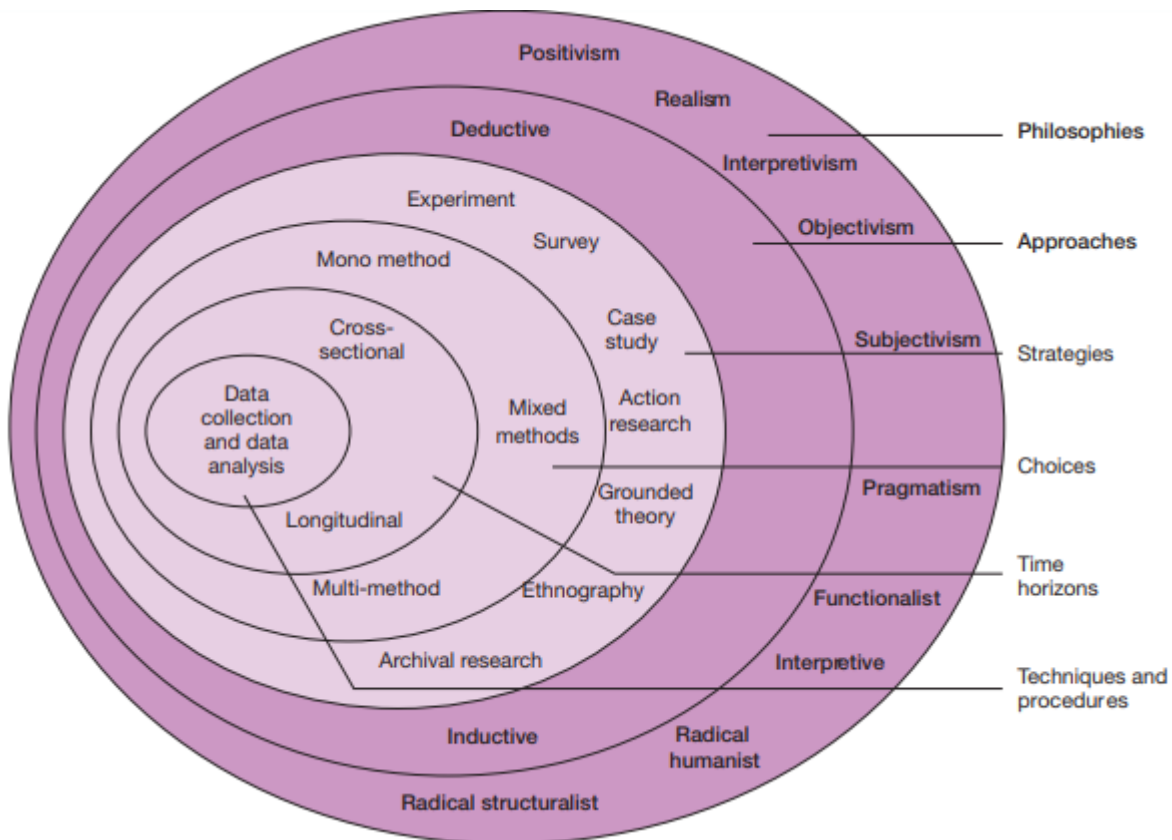 Positivism
Realism
Deductive
Philosophies
Interpretivism
Experiment
Survey
Objectivism
Approaches
Mono method
Case
study
Cross-
sectional
Subjectivism
Strategies
Data
collection
and data
analysis
Mixed
methods
Action
research
Choices
Pragmatism
Grounded
theory
Longitudinal
Time
horizons
Multi-method
Ethnography
Functionalist
Archival research
Interpretive
Techniques and
procedures
Inductive
Radical
humanist
Radical structuralist